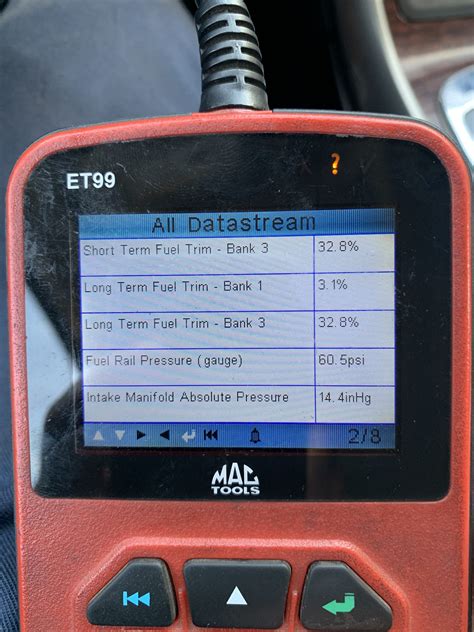 ET99
?
All Datastream
Short Term Fuel Trim - Bank 3 32.8%
Long Term Fuel Trim - Bank 1 3.1%
Long Term Fuel Trim - Bank 3 32.8%
Fuel Rail Pressure (gauge) 60.5psi
Intake Manifold Absolute Pressure 14.4inHg
2/8
MAC
TOOLS